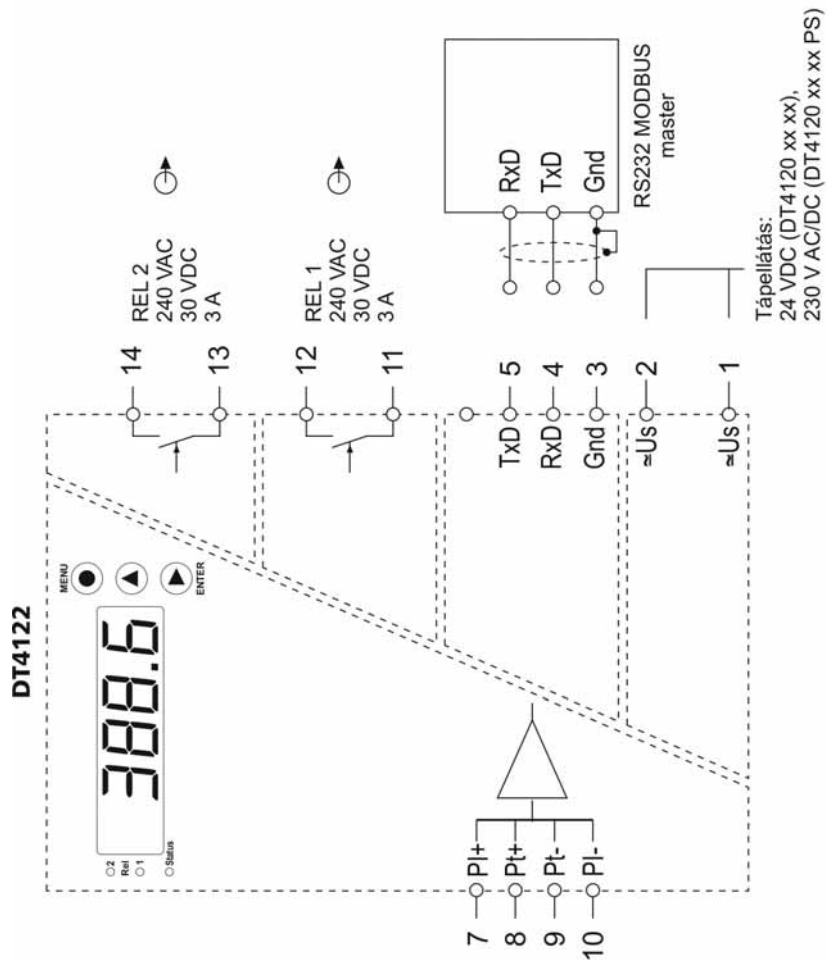 DT4122
MENU
ENTER
388.6
2
Rel
1
Status
7
PI+
8
Pt+
9
Pt-
10
PI-
14
13
REL 2
240 VAC
30 VDC
3 A
12
11
REL 1
240 VAC
30 VDC
3 A
TxD
5
RxD
4
Gnd
3
≃Us
2
≃Us
1
RxD
TxD
Gnd
RS232 MODBUS
master
Tápellátás:
24 VDC (DT4120 xx xx),
230 V AC/DC (DT4120 xx xx PS)